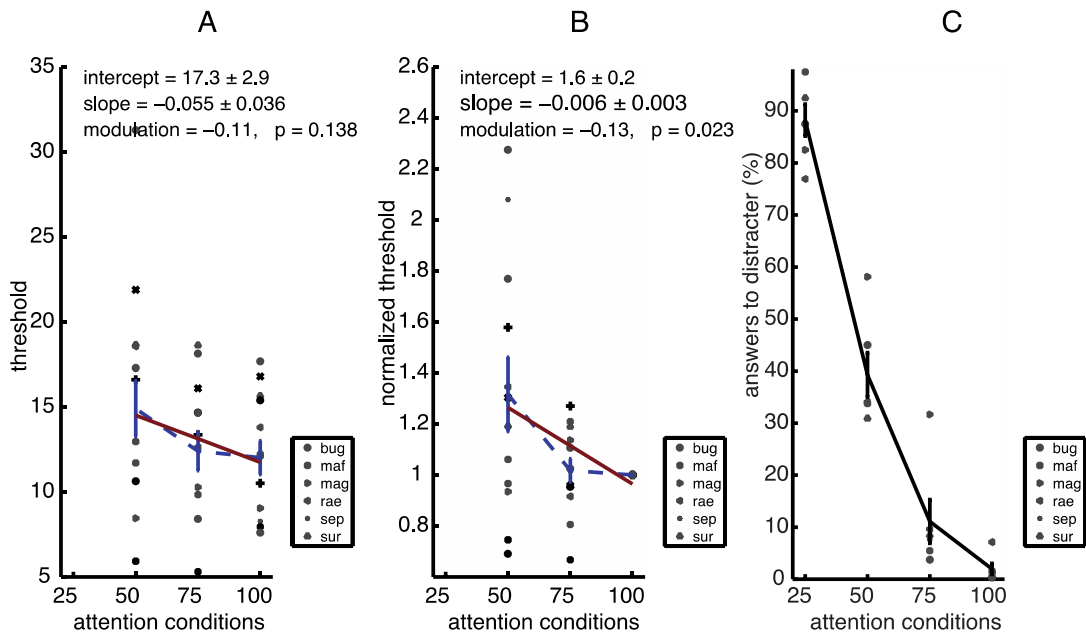 A
B
C
intercept = 17.3 ± 2.9
slope = −0.055 ± 0.036
modulation = −0.11, p = 0.138
35
30
25
20
15
10
5
threshold
25 50 75 100
attention conditions
bug
maf
mag
rae
sep
sur
intercept = 1.6 ± 0.2
slope = −0.006 ± 0.003
modulation = −0.13, p = 0.023
2.6
2.4
2.2
2
1.8
1.6
1.4
1.2
1
0.8
normalized threshold
25 50 75 100
attention conditions
bug
maf
mag
rae
sep
sur
90
80
70
60
50
40
30
20
10
0
answers to distracter (%)
25 50 75 100
attention conditions
bug
maf
mag
rae
sep
sur